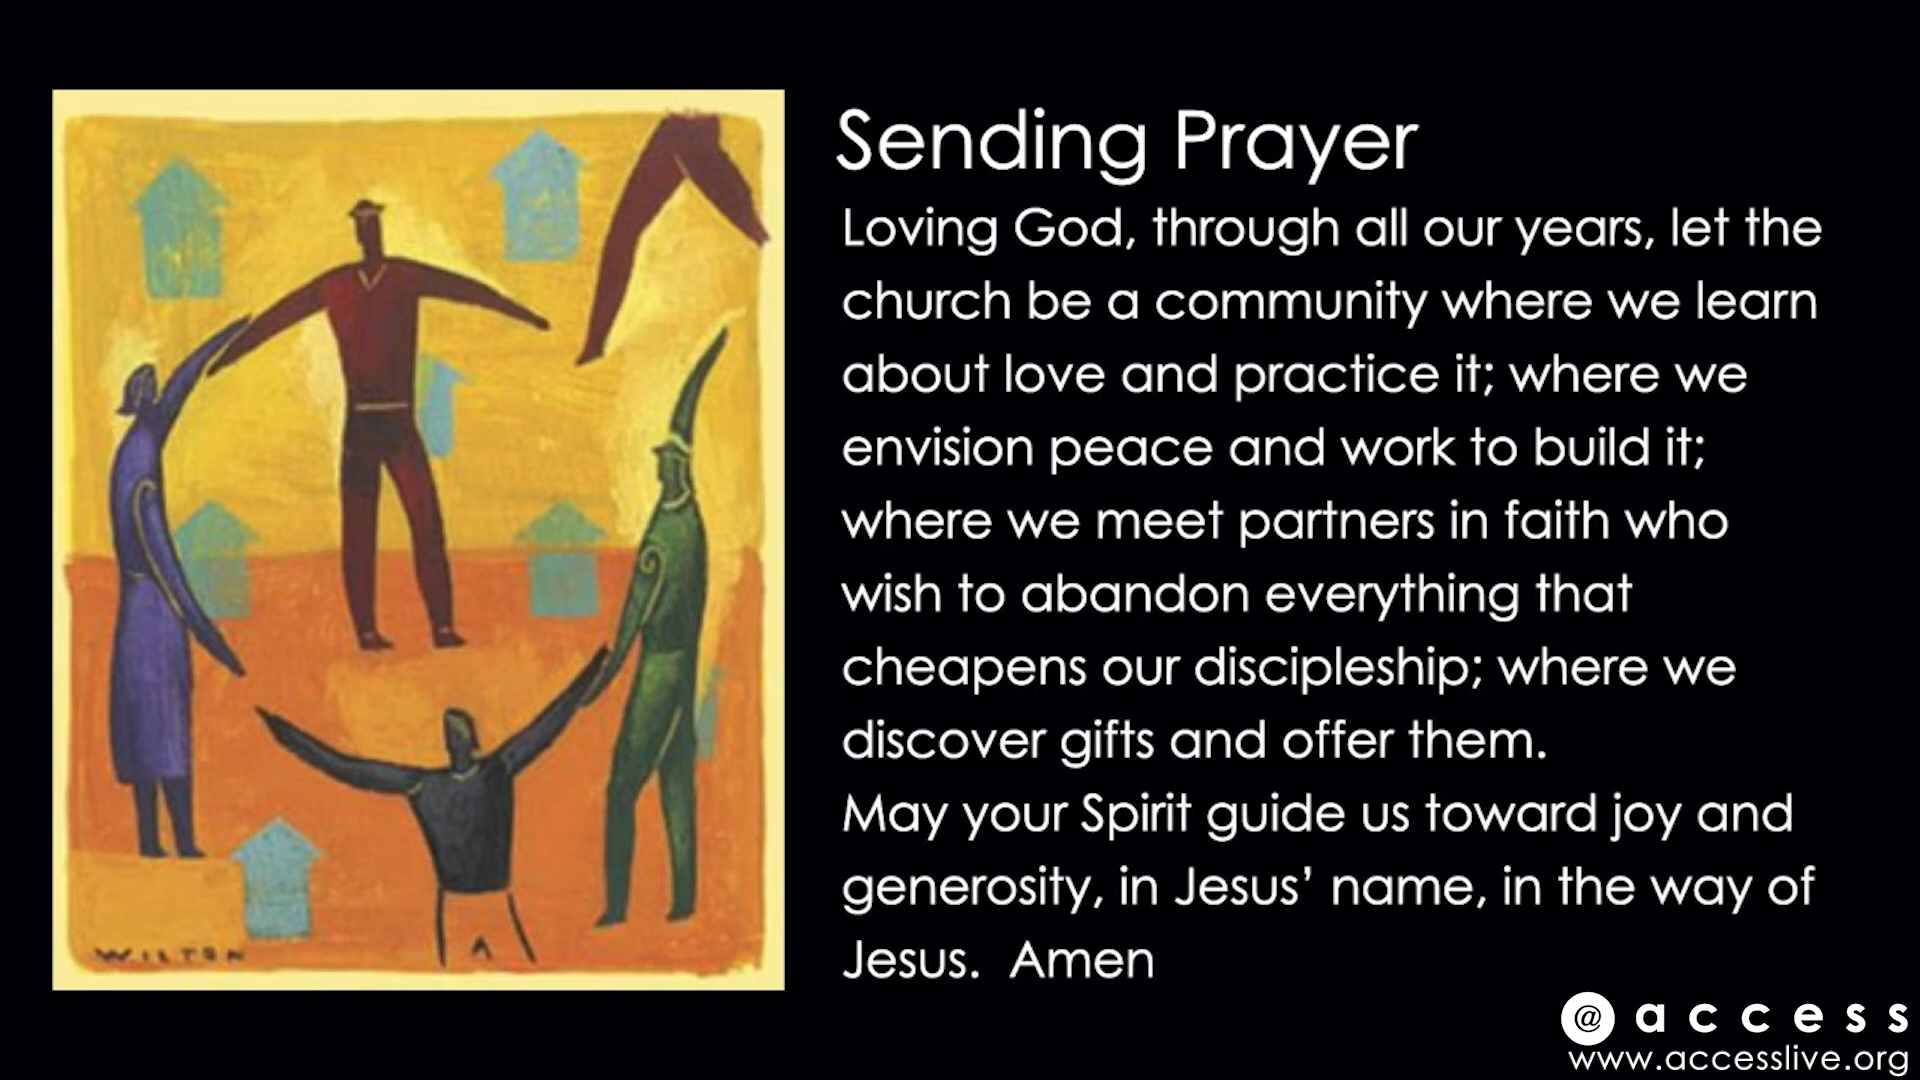 Sending Prayer
Loving God, through all our years, let the
church be a community where we learn
about love and practice it; where we
envision peace and work to build it;
where we meet partners in faith who
wish to abandon everything that
cheapens our discipleship; where we
discover gifts and offer them.
May your Spirit guide us toward joy and
generosity, in Jesus’ name, in the way of
Jesus.  Amen
WILTON
@ access
www.accesslive.org